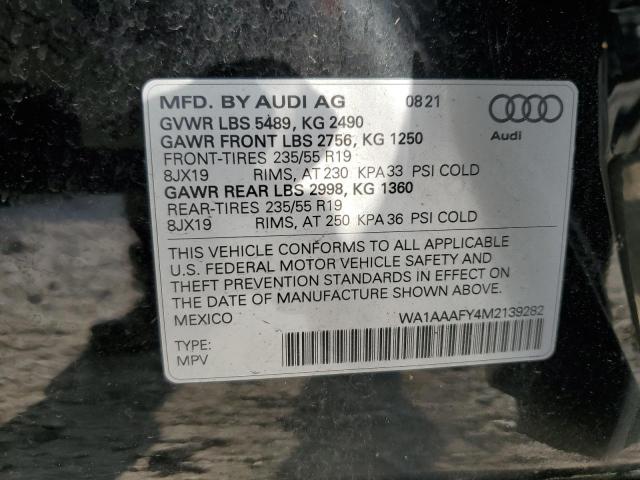 MFD. BY AUDI AG 08 21
GVWR LBS 5489, KG 2490
GAWR FRONT LBS 2756, KG 1250
FRONT-TIRES 235/55 R19
8JX19 RIMS, AT 230 KPA 33 PSI COLD
GAWR REAR LBS 2998, KG 1360
REAR-TIRES 235/55 R19
8JX19 RIMS, AT 250 KPA 36 PSI COLD
Audi
THIS VEHICLE CONFORMS TO ALL APPLICABLE
U.S. FEDERAL MOTOR VEHICLE SAFETY AND
THEFT PREVENTION STANDARDS IN EFFECT ON
THE DATE OF MANUFACTURE SHOWN ABOVE.
MEXICO WA1AAAFY4M2139282
TYPE:
MPV